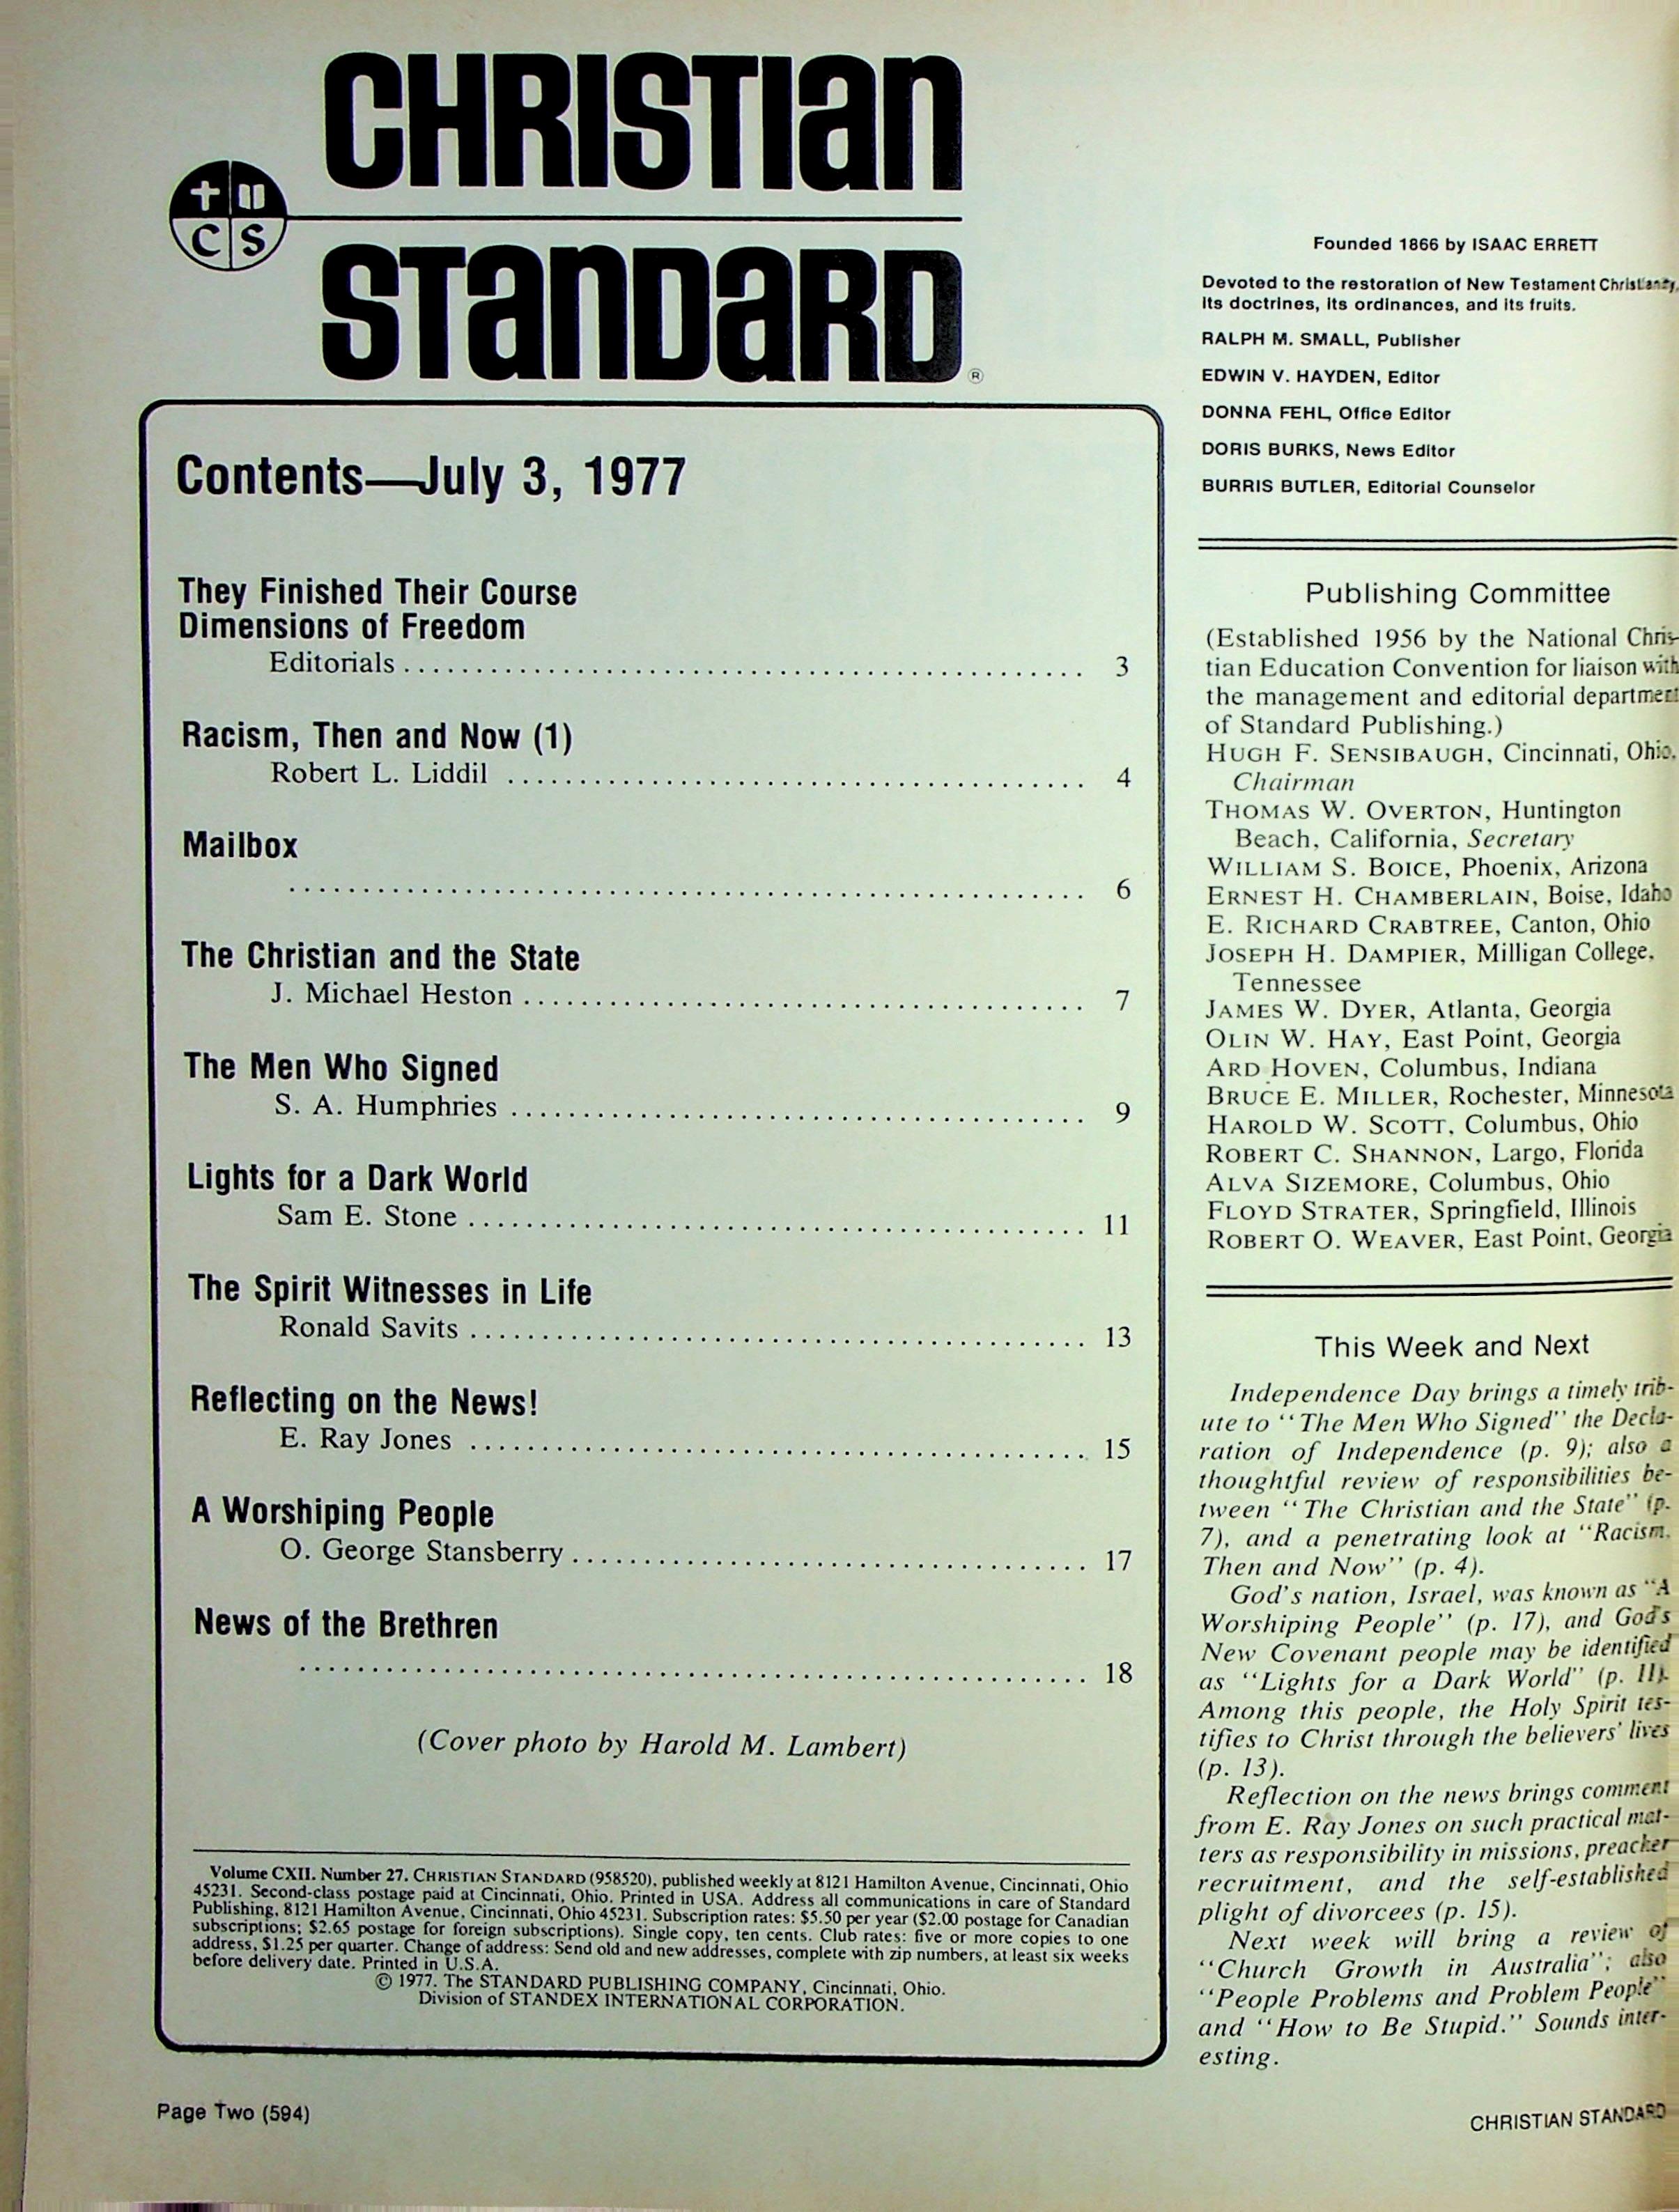 CHRISTIAN
STANDARD®
CS
Contents—July 3, 1977
They Finished Their Course
Dimensions of Freedom
Editorials ................................................ 3
Racism, Then and Now (1)
Robert L. Liddil ......................................... 4
Mailbox
........................................................ 6
The Christian and the State
J. Michael Heston ....................................... 7
The Men Who Signed
S. A. Humphries ........................................ 9
Lights for a Dark World
Sam E. Stone ........................................... 11
The Spirit Witnesses in Life
Ronald Savits ........................................... 13
Reflecting on the News!
E. Ray Jones ........................................... 15
A Worshiping People
O. George Stansberry .................................... 17
News of the Brethren
....................................................... 18
(Cover photo by Harold M. Lambert)
Volume CXII. Number 27. CHRISTIAN STANDARD (958520), published weekly at 8121 Hamilton Avenue, Cincinnati, Ohio
45231. Second-class postage paid at Cincinnati, Ohio. Printed in USA. Address all communications in care of Standard
Publishing, 8121 Hamilton Avenue, Cincinnati, Ohio 45231. Subscription rates: $5.50 per year ($2.00 postage for Canadian
subscriptions; $2.65 postage for foreign subscriptions). Single copy, ten cents. Club rates: five or more copies to one
address, $1.25 per quarter. Change of address: Send old and new addresses, complete with zip numbers, at least six weeks
before delivery date. Printed in U.S.A.
© 1977. The STANDARD PUBLISHING COMPANY, Cincinnati, Ohio.
Division of STANDEX INTERNATIONAL CORPORATION.
Founded 1866 by ISAAC ERRETT
Devoted to the restoration of New Testament Christianity,
its doctrines, its ordinances, and its fruits.
RALPH M. SMALL, Publisher
EDWIN V. HAYDEN, Editor
DONNA FEHL, Office Editor
DORIS BURKS, News Editor
BURRIS BUTLER, Editorial Counselor
Publishing Committee
(Established 1956 by the National Chris-
tian Education Convention for liaison with
the management and editorial department
of Standard Publishing.)
HUGH F. SENSIBAUGH, Cincinnati, Ohio,
Chairman
THOMAS W. OVERTON, Huntington
Beach, California, Secretary
WILLIAM S. BOICE, Phoenix, Arizona
ERNEST H. CHAMBERLAIN, Boise, Idaho
E. RICHARD CRABTREE, Canton, Ohio
JOSEPH H. DAMPIER, Milligan College,
Tennessee
JAMES W. DYER, Atlanta, Georgia
OLIN W. HAY, East Point, Georgia
ARD HOVEN, Columbus, Indiana
BRUCE E. MILLER, Rochester, Minnesota
HAROLD W. SCOTT, Columbus, Ohio
ROBERT C. SHANNON, Largo, Florida
ALVA SIZEMORE, Columbus, Ohio
FLOYD STRATER, Springfield, Illinois
ROBERT O. WEAVER, East Point, Georgia
This Week and Next
Independence Day brings a timely trib-
ute to "The Men Who Signed" the Decla-
ration of Independence (p. 9); also a
thoughtful review of responsibilities be-
tween "The Christian and the State" (p.
7), and a penetrating look at "Racism,
Then and Now" (p. 4).
God's nation, Israel, was known as "A
Worshiping People" (p. 17), and God's
New Covenant people may be identified
as "Lights for a Dark World" (p. 11).
Among this people, the Holy Spirit tes-
tifies to Christ through the believers' lives
(p. 13).
Reflection on the news brings comment
from E. Ray Jones on such practical mat-
ters as responsibility in missions, preacher
recruitment, and the self-established
plight of divorcees (p. 15).
Next week will bring a review of
"Church Growth in Australia"; also
"People Problems and Problem People"
and "How to Be Stupid." Sounds inter-
esting.
Page Two (594)
CHRISTIAN STANDARD